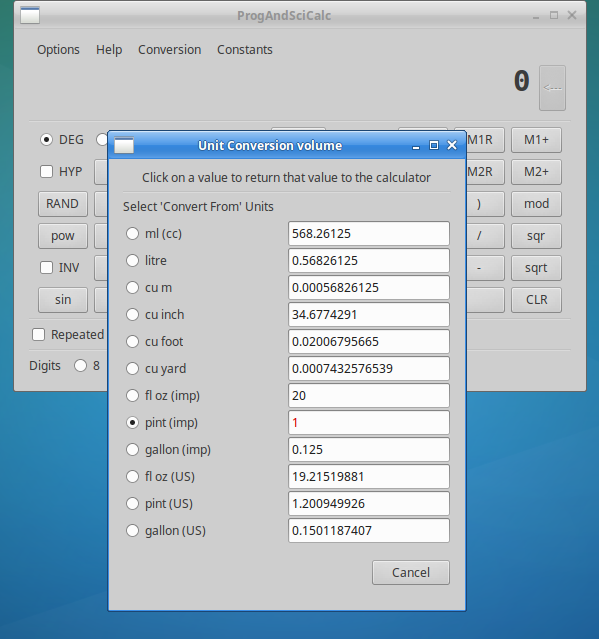 ProgAndSciCalc
Options Help Conversion Constants
0
<---
DEG M1R M1+
Unit Conversion volume
HYP M2R M2+
Click on a value to return that value to the calculator
RAND ) mod
Select 'Convert From' Units
pow / sqr
ml (cc) 568.26125
litre 0.56826125
INV - sqrt
cu m 0.00056826125
sin CLR
cu inch 34.6774291
Repeated
cu foot 0.02006795665
Digits 8
cu yard 0.0007432576539
fl oz (imp) 20
pint (imp) 1
gallon (imp) 0.125
fl oz (US) 19.21519881
pint (US) 1.200949926
gallon (US) 0.1501187407
Cancel